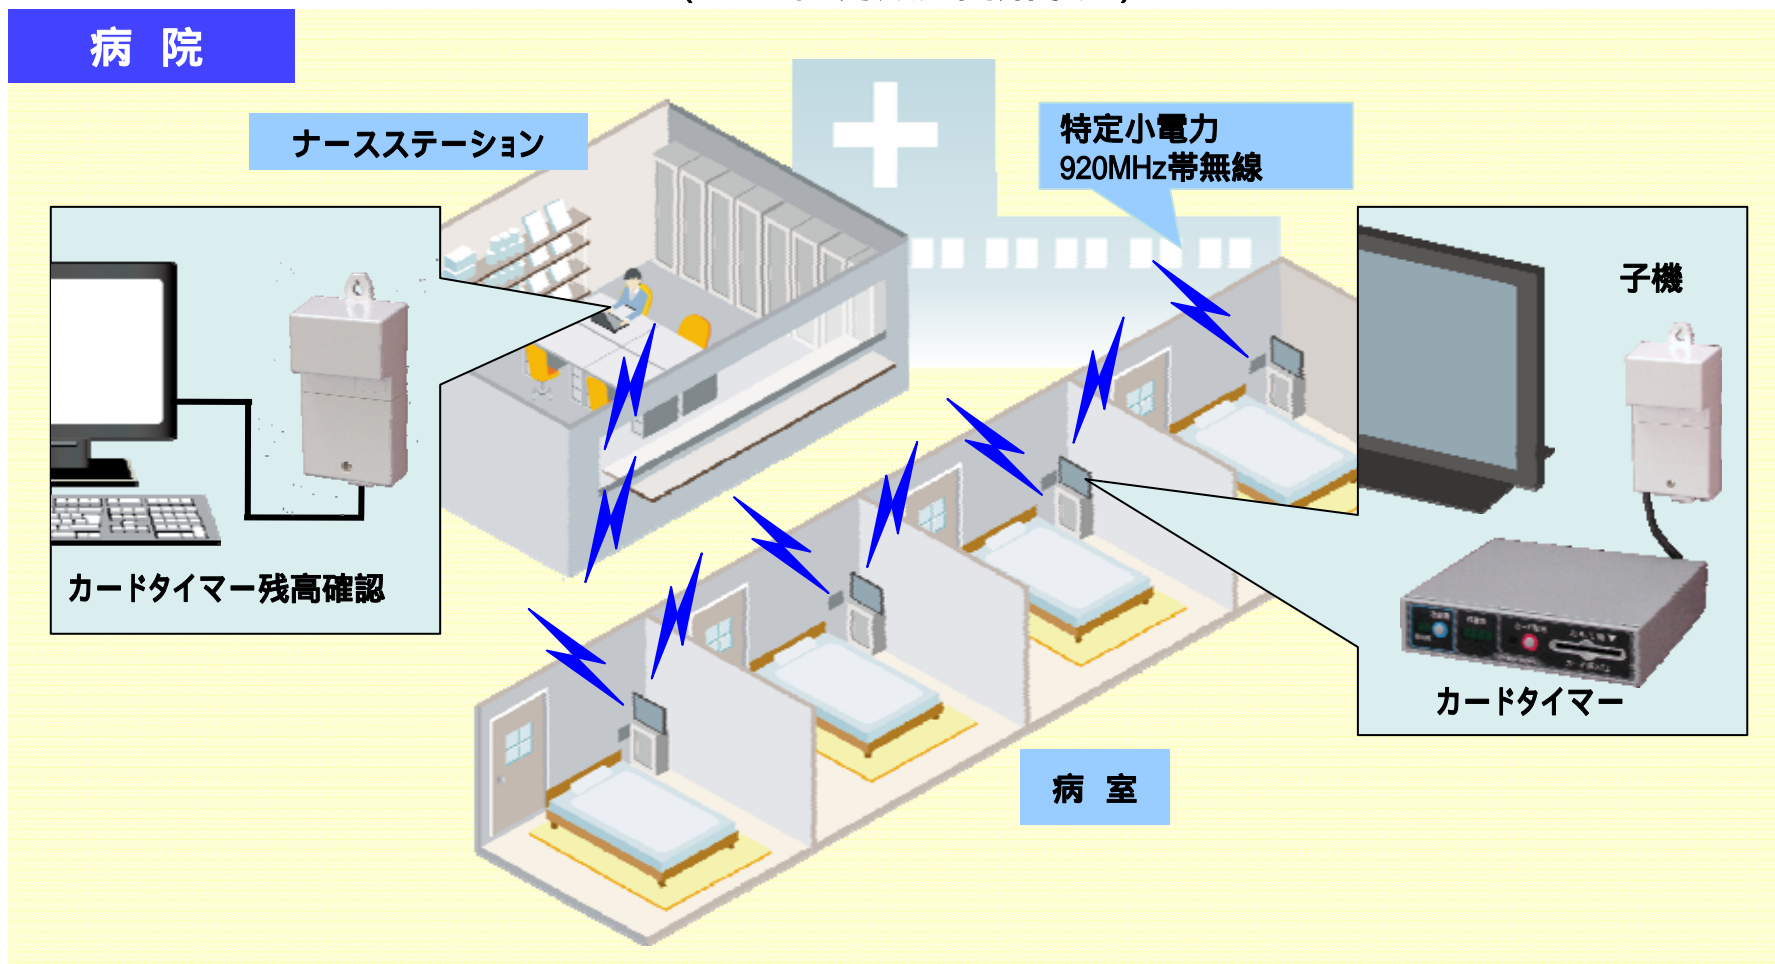 病 院
ナースステーション
特定小電力
920MHz帯無線
子機
カードタイマー残高確認
カードタイマー
病 室